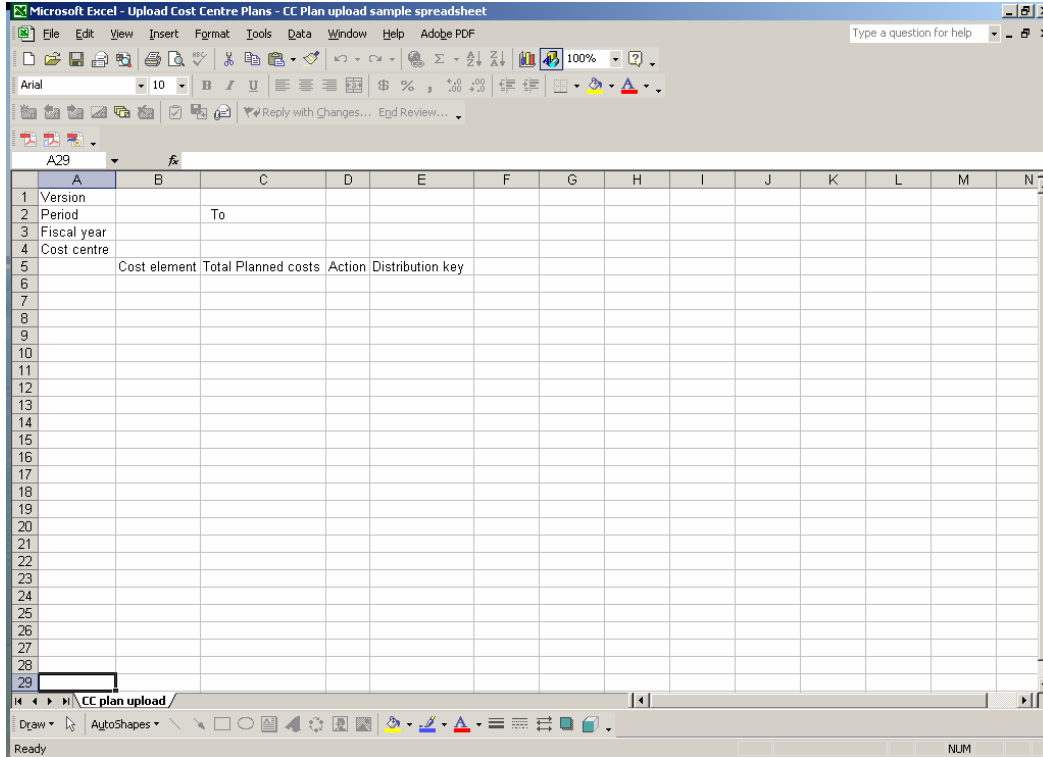 Microsoft Excel - Upload Cost Centre Plans - CC Plan upload sample spreadsheet
File Edit View Insert Format Tools Data Window Help Adobe PDF Type a question for help
100%
Arial 10 B I U $ % ,
Reply with Changes... End Review...
A29 fx
A B C D E F G H I J K L M N
1 Version
2 Period To
3 Fiscal year
4 Cost centre
5 Cost element Total Planned costs Action Distribution key
6
7
8
9
10
11
12
13
14
15
16
17
18
19
20
21
22
23
24
25
26
27
28
29
CC plan upload
Draw AutoShapes
Ready NUM